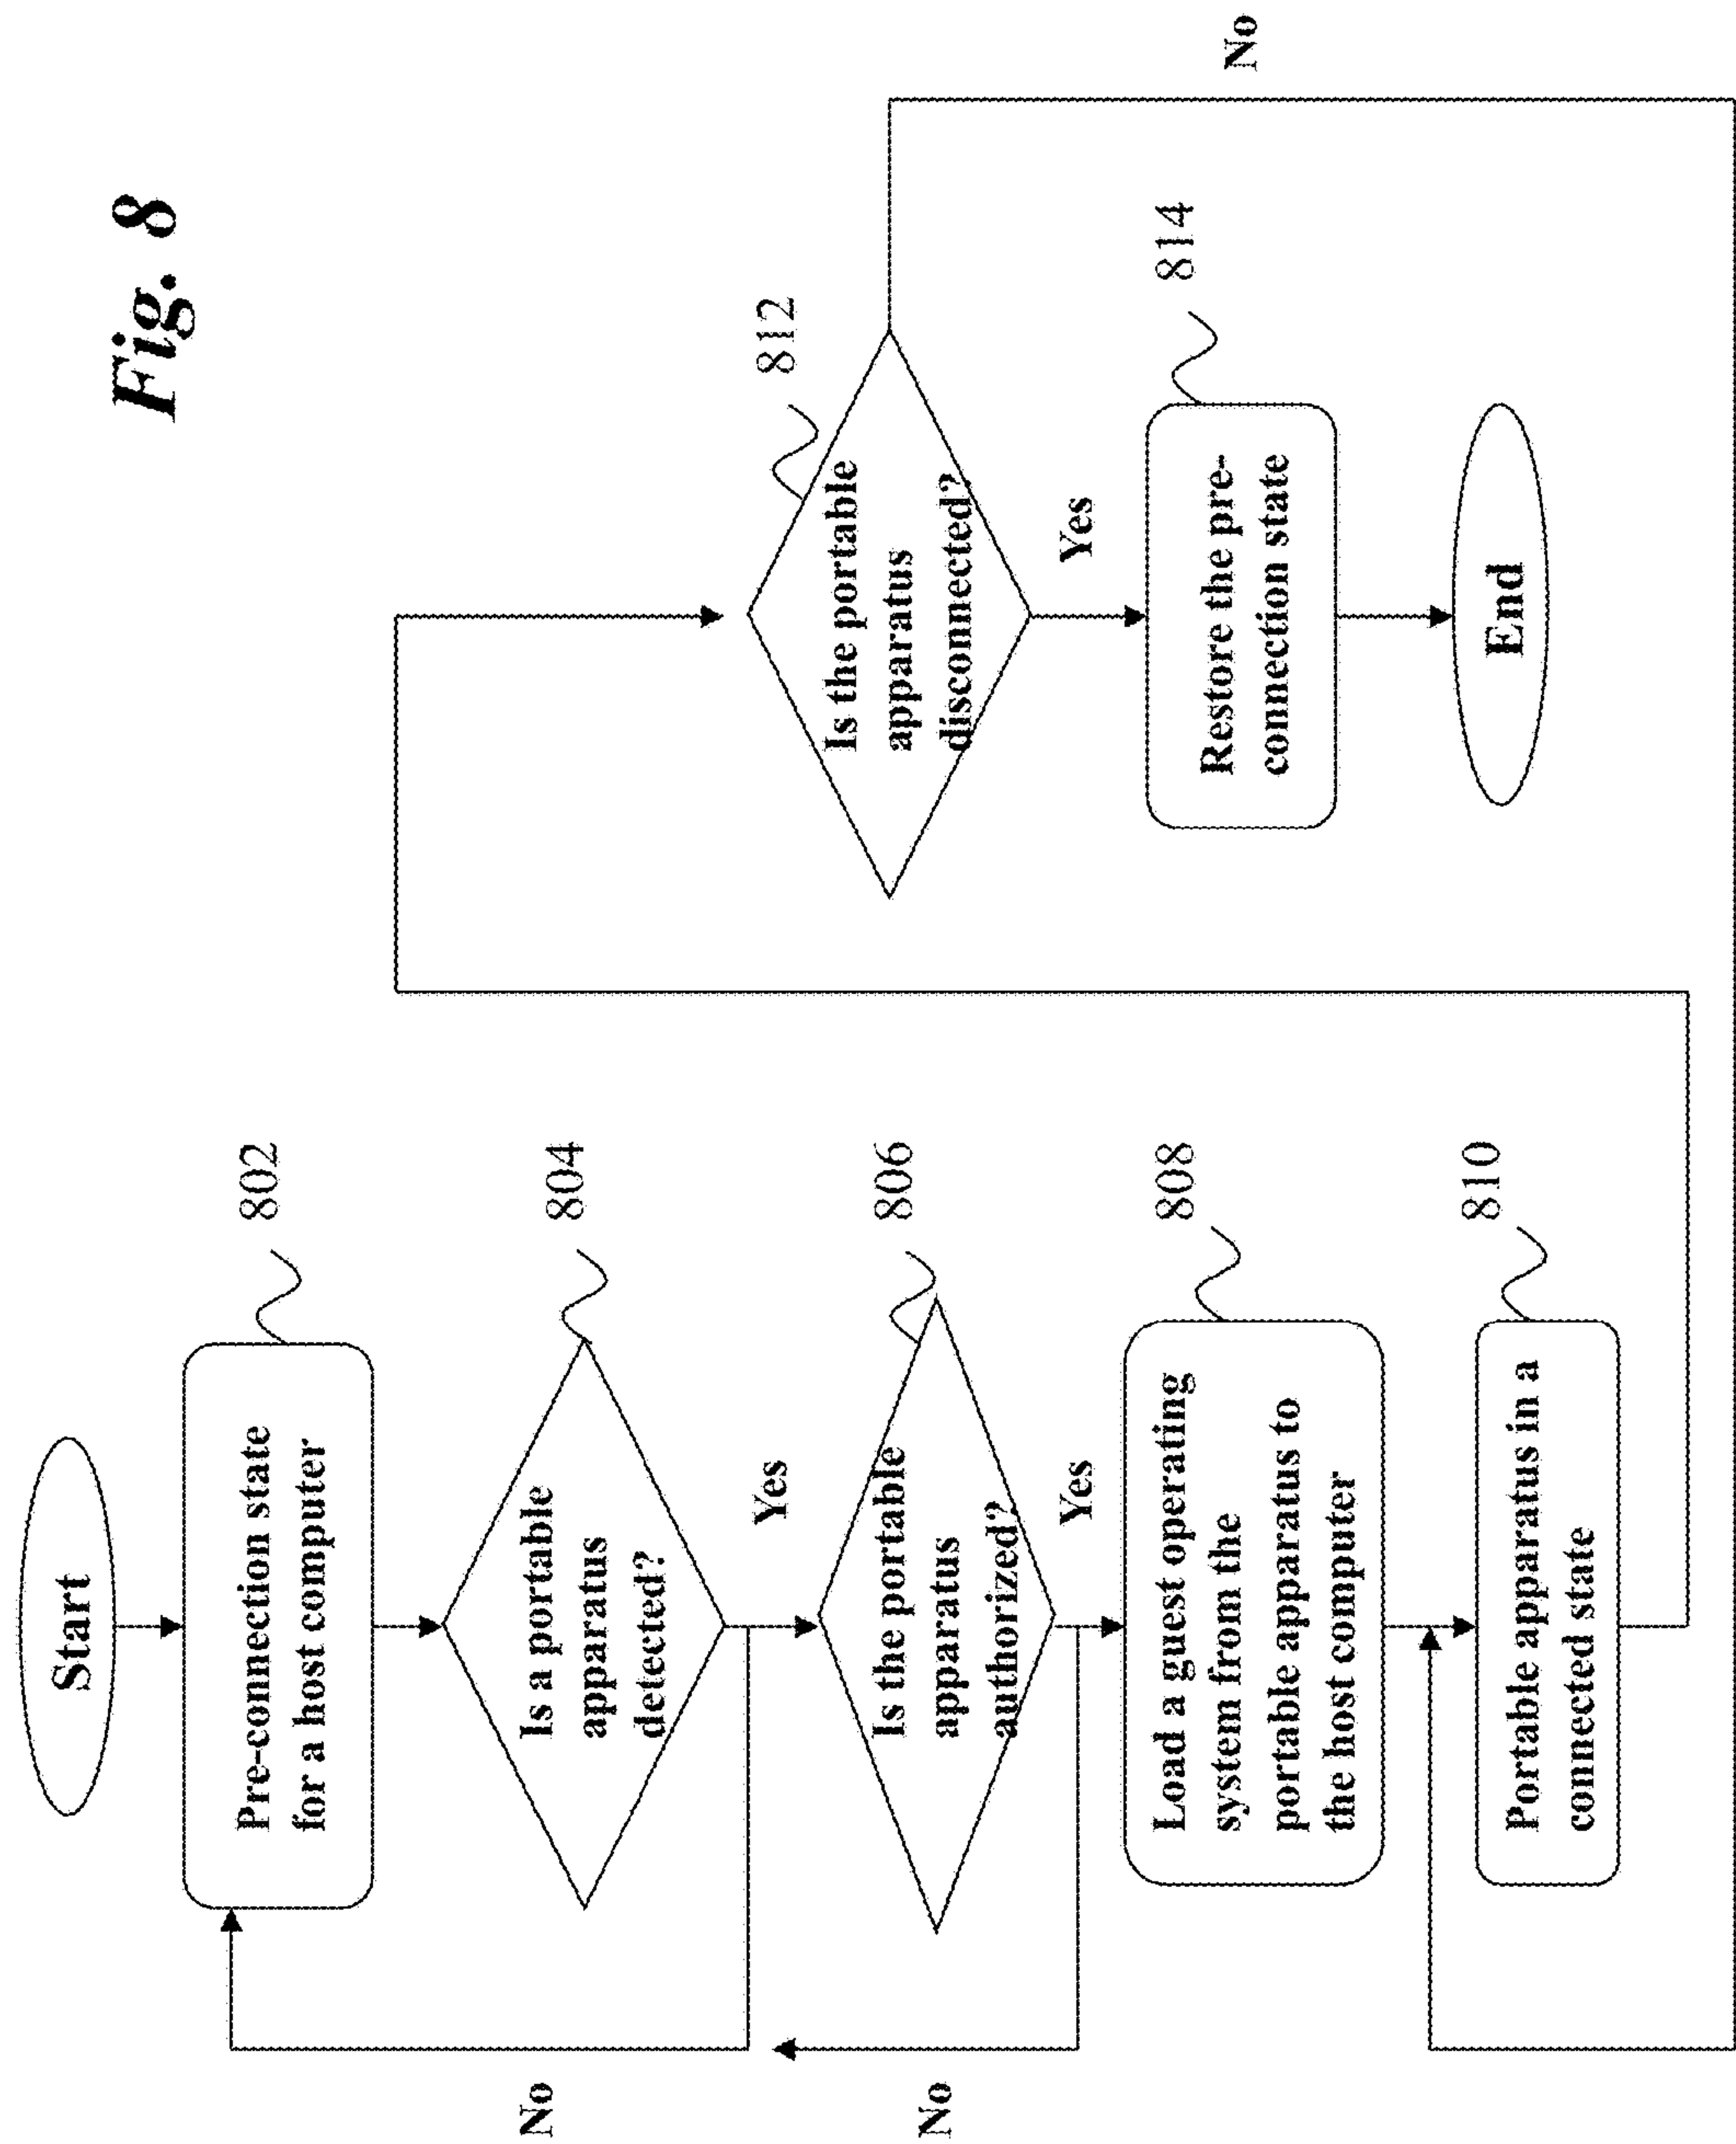 Fig. 8
Start
Pre-connection state
for a host computer
802
Is a portable
apparatus
detected?
804
No
Yes
Is the portable
apparatus
authorized?
806
No
Yes
Load a guest operating
system from the
portable apparatus to
the host computer
808
Portable apparatus in a
connected state
810
Is the portable
apparatus
disconnected?
812
No
Yes
Restore the pre-
connection state
814
End